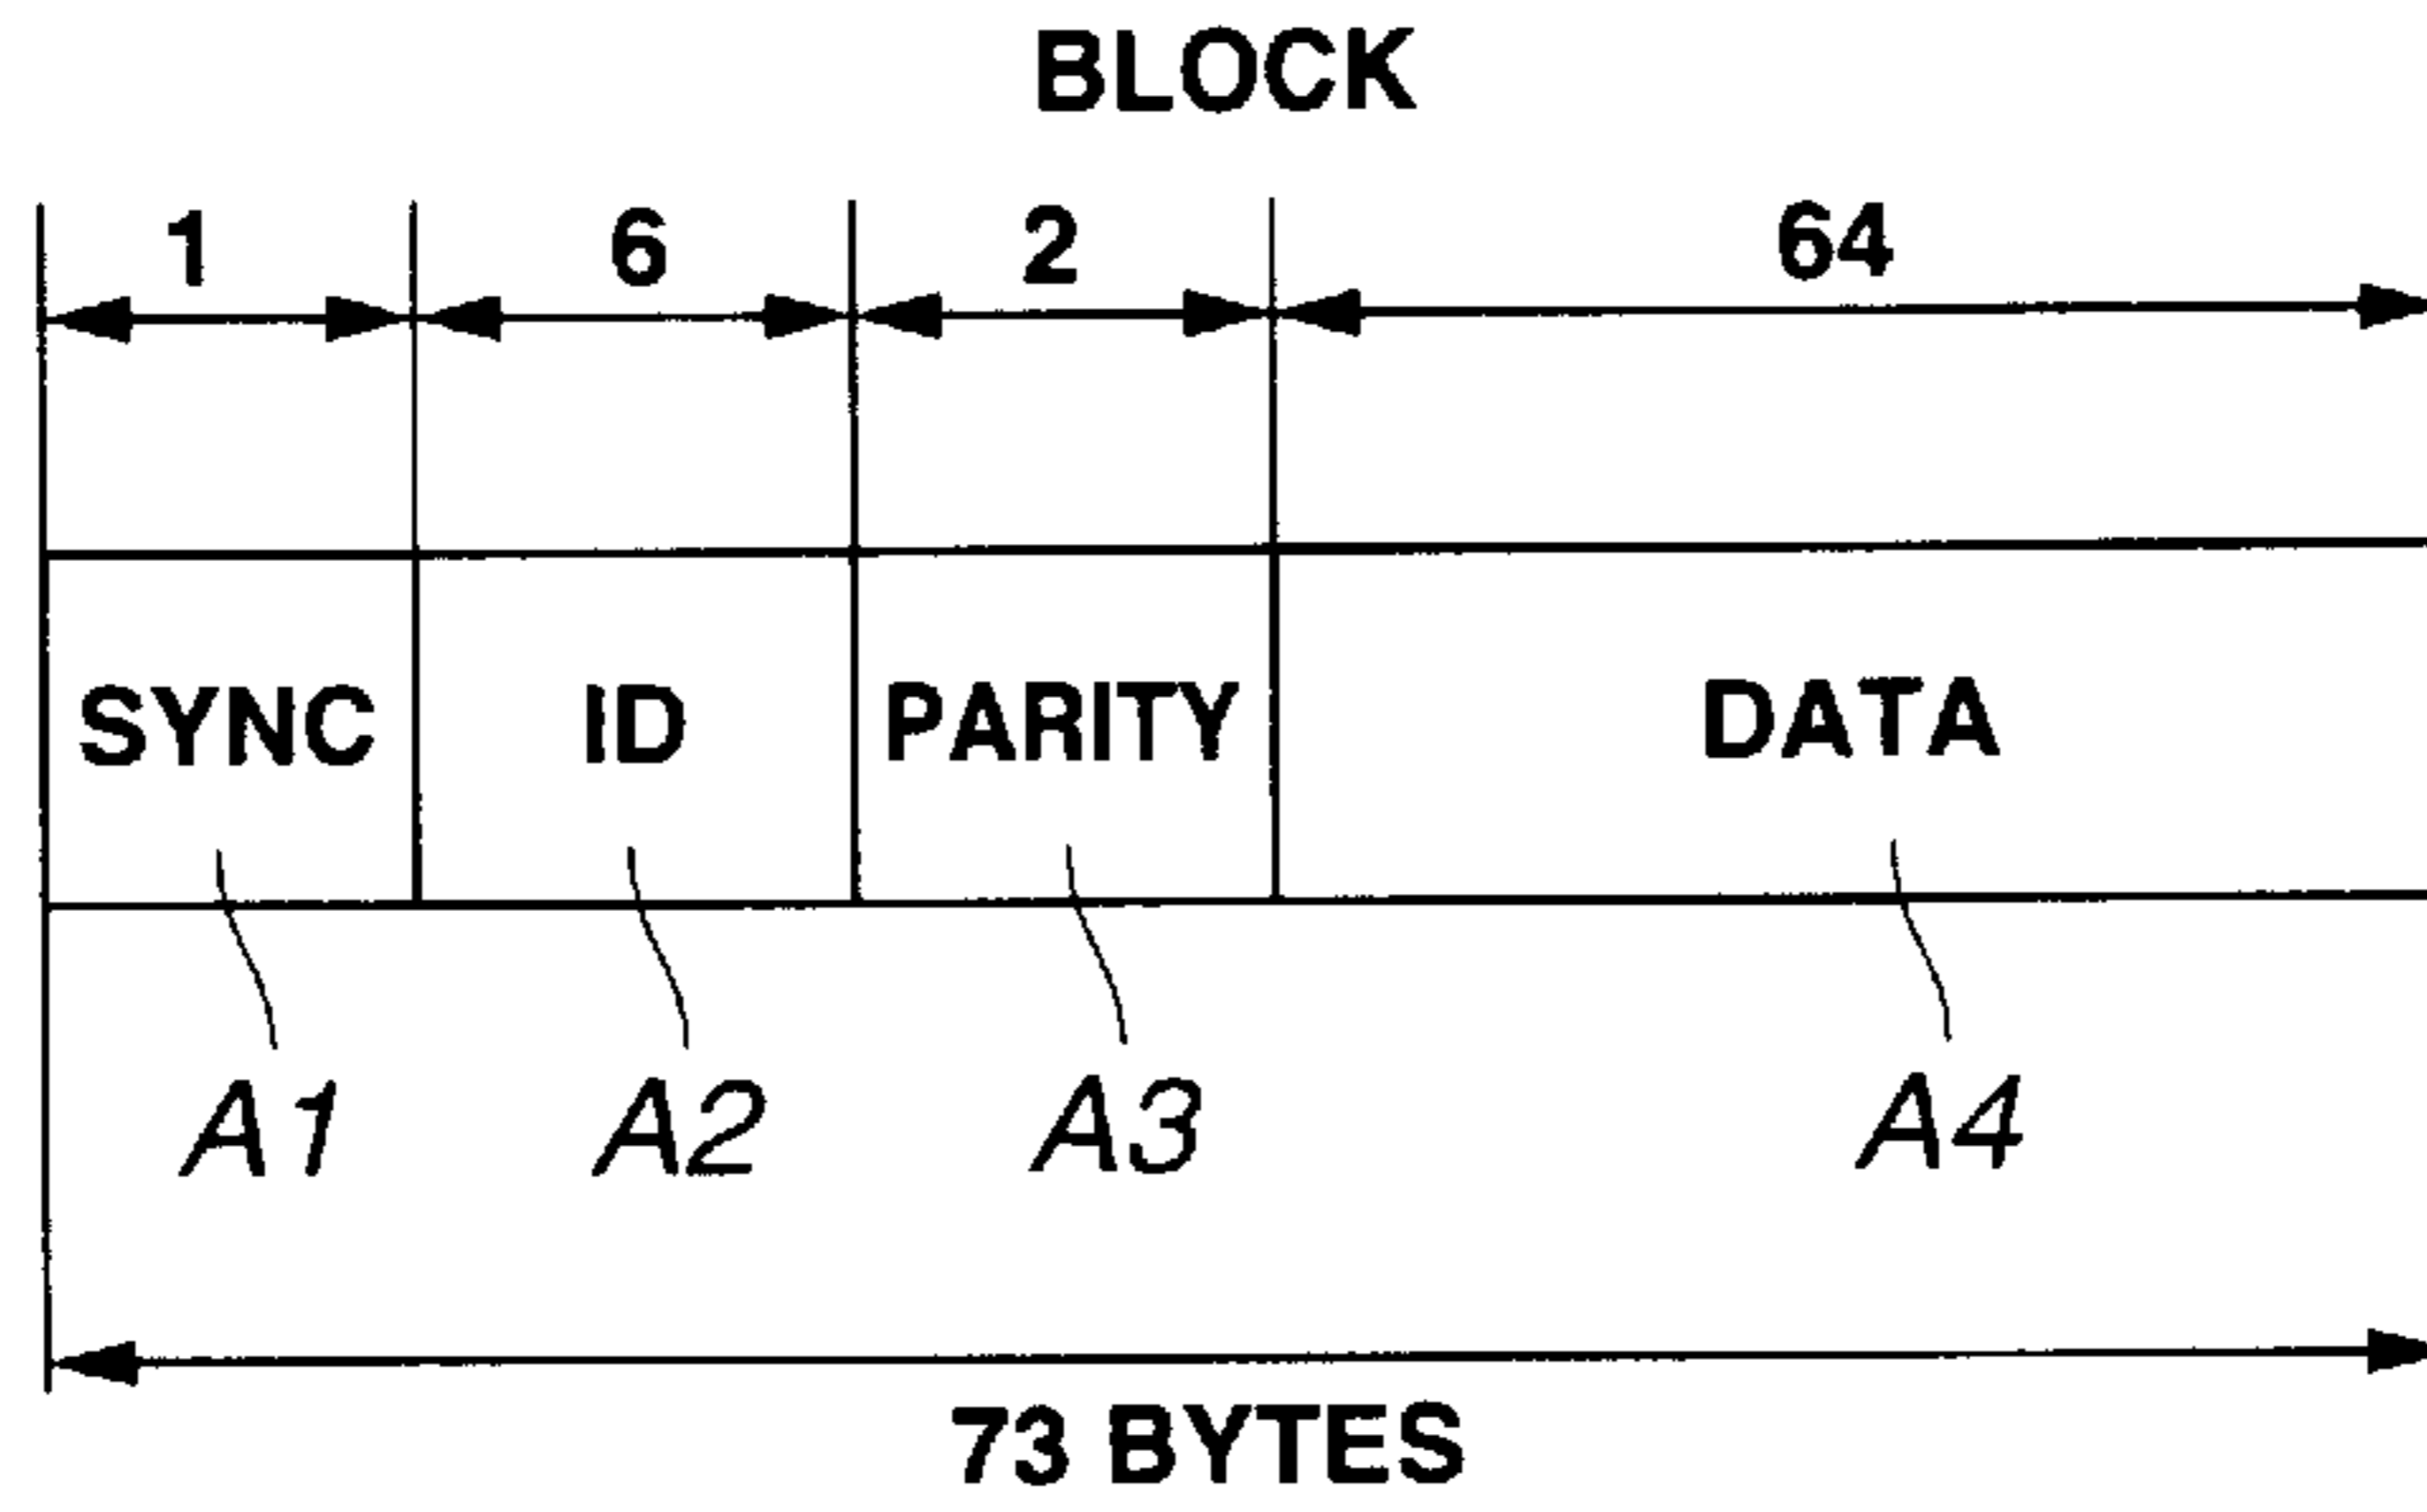 BLOCK
1 6 2 64
SYNC ID PARITY DATA
A1 A2 A3 A4
73 BYTES